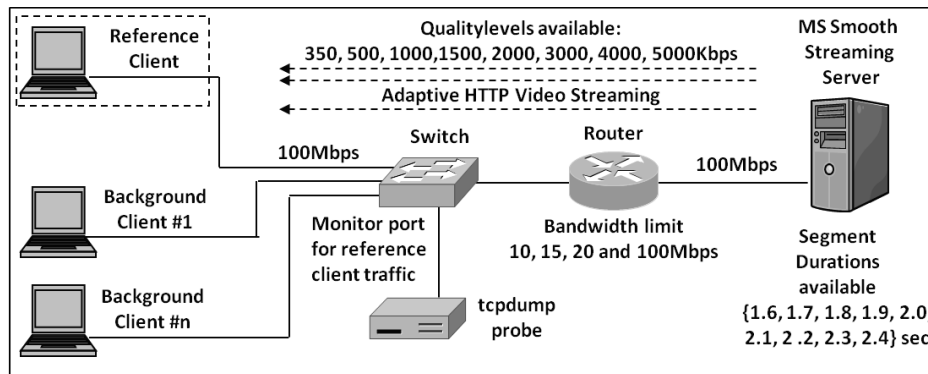 Reference
Client
Qualitylevels available:
350, 500, 1000,1500, 2000, 3000, 4000, 5000Kbps
Adaptive HTTP Video Streaming
MS Smooth
Streaming
Server
Switch
Router
100Mbps
100Mbps
Background
Client #1
Monitor port
for reference
client traffic
Bandwidth limit
10, 15, 20 and 100Mbps
Background
Client #n
tcpdump
probe
Segment
Durations
available
{1.6, 1.7, 1.8, 1.9, 2.0,
2.1, 2 .2, 2.3, 2.4} sec